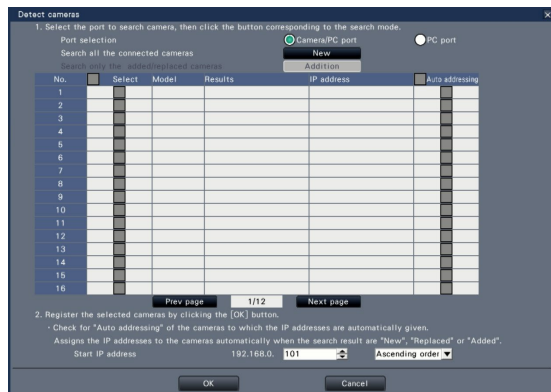 Detect cameras
1. Select the port to search camera, then click the button corresponding to the search mode.
Port selection Camera/PC port PC port
Search all the connected cameras New
Search only the added/replaced cameras Addition
No. Select Model Results IP address Auto addressing
1
2
3
4
5
6
7
8
9
10
11
12
13
14
15
16
Prev page 1/12 Next page
2. Register the selected cameras by clicking the [OK] button.
・Check for "Auto addressing" of the cameras to which the IP addresses are automatically given.
Assigns the IP addresses to the cameras automatically when the search result are "New", "Replaced" or "Added".
Start IP address 192.168.0. 101 Ascending order
OK Cancel